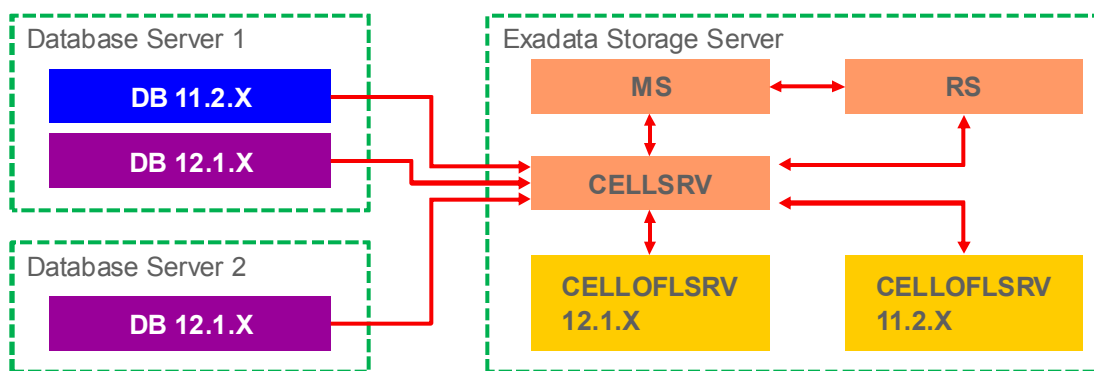 Database Server 1
DB 11.2.X
DB 12.1.X
Database Server 2
DB 12.1.X
Exadata Storage Server
MS
RS
CELLSRV
CELLOFLSRV
12.1.X
CELLOFLSRV
11.2.X